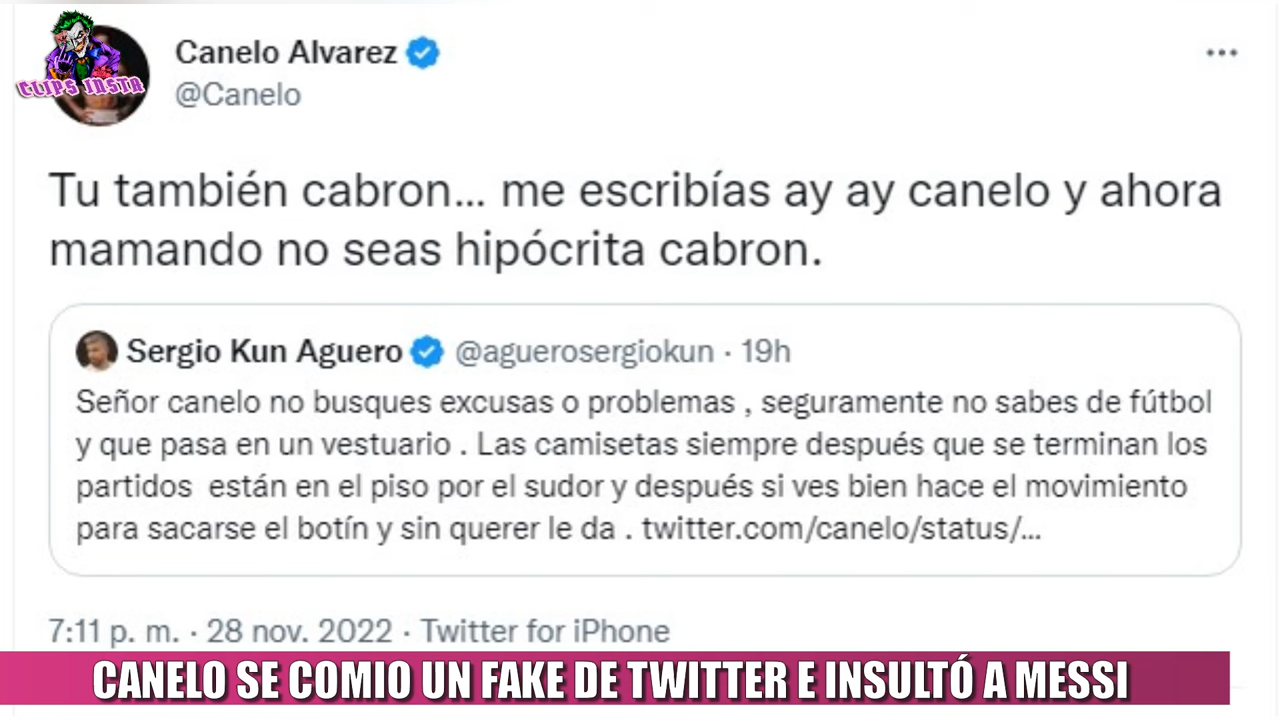 CLIPS INSTA
Canelo Alvarez
@Canelo
Tu también cabron... me escribías ay ay canelo y ahora
mamando no seas hipócrita cabron.
Sergio Kun Aguero @aguerosergiokun · 19h
Señor canelo no busques excusas o problemas , seguramente no sabes de fútbol
y que pasa en un vestuario . Las camisetas siempre después que se terminan los
partidos  están en el piso por el sudor y después si ves bien hace el movimiento
para sacarse el botín y sin querer le da . twitter.com/canelo/status/...
7:11 p. m. · 28 nov. 2022 · Twitter for iPhone
CANELO SE COMIO UN FAKE DE TWITTER E INSULTÓ A MESSI